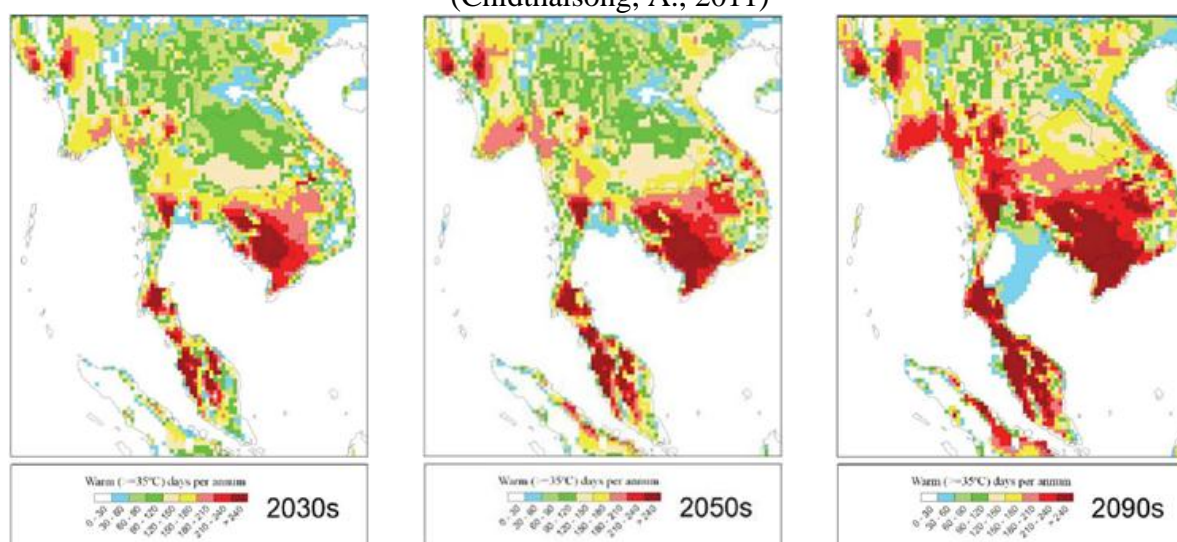 (Chidthaisong, A., 2011)
Warm (>=35°C) days per annum
0 - 30
30 - 60
60 - 90
90 - 120
120 - 150
150 - 180
180 - 210
210 - 240
> 240
2030s
Warm (>=35°C) days per annum
0 - 30
30 - 60
60 - 90
90 - 120
120 - 150
150 - 180
180 - 210
210 - 240
> 240
2050s
Warm (>=35°C) days per annum
0 - 30
30 - 60
60 - 90
90 - 120
120 - 150
150 - 180
180 - 210
210 - 240
> 240
2090s